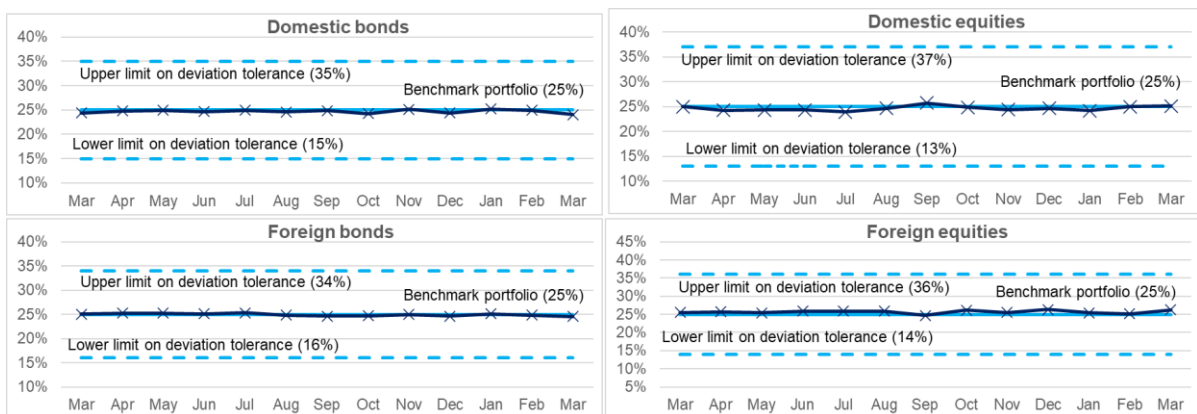 Domestic bonds
40%
35%
Upper limit on deviation tolerance (35%)
30%
Benchmark portfolio (25%)
25%
20%
Lower limit on deviation tolerance (15%)
15%
10%
Mar Apr May Jun Jul Aug Sep Oct Nov Dec Jan Feb Mar
Domestic equities
40%
35%
Upper limit on deviation tolerance (37%)
30%
Benchmark portfolio (25%)
25%
20%
Lower limit on deviation tolerance (13%)
15%
10%
Mar Apr May Jun Jul Aug Sep Oct Nov Dec Jan Feb Mar
Foreign bonds
40%
35%
Upper limit on deviation tolerance (34%)
30%
Benchmark portfolio (25%)
25%
20%
Lower limit on deviation tolerance (16%)
15%
10%
Mar Apr May Jun Jul Aug Sep Oct Nov Dec Jan Feb Mar
Foreign equities
45%
40%
35%
Upper limit on deviation tolerance (36%)
30%
Benchmark portfolio (25%)
25%
20%
Lower limit on deviation tolerance (14%)
15%
10%
5%
Mar Apr May Jun Jul Aug Sep Oct Nov Dec Jan Feb Mar